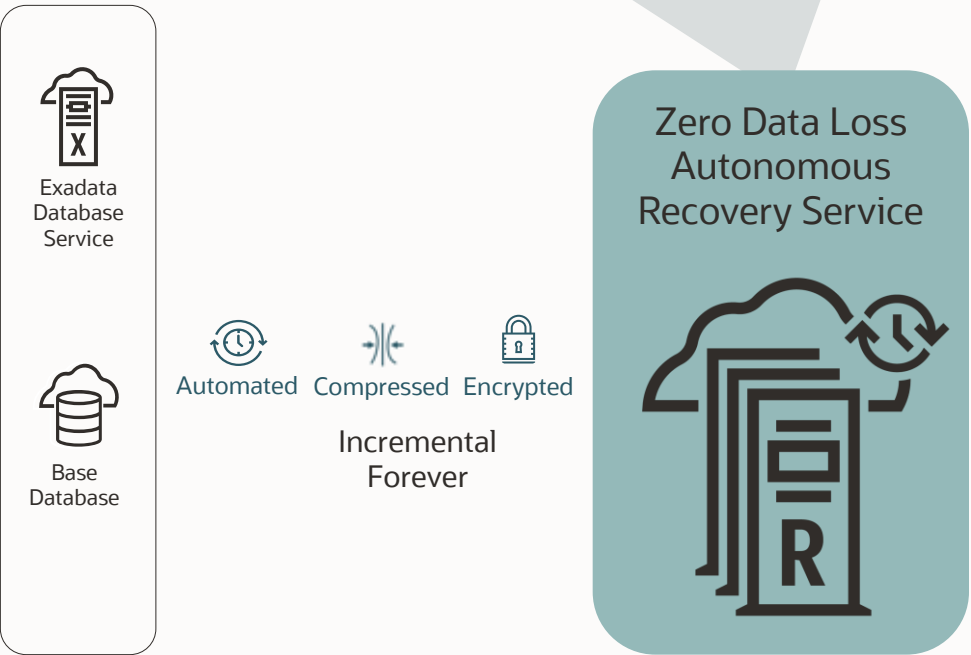 Exadata
Database
Service
X
Base
Database
Automated
Compressed
Encrypted
Incremental
Forever
Zero Data Loss
Autonomous
Recovery Service
R